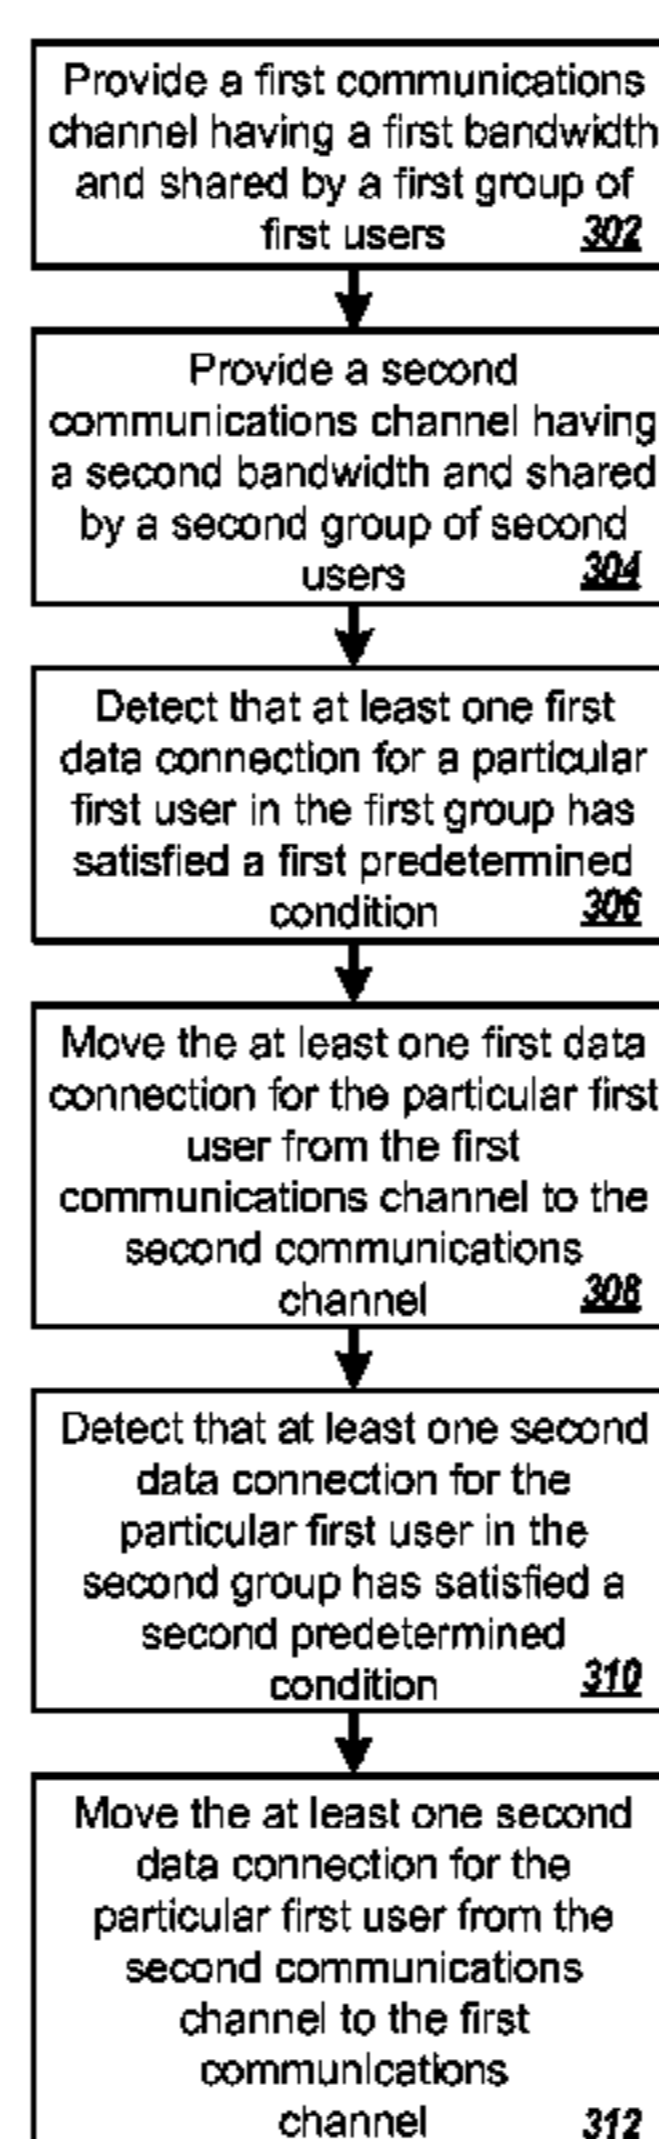 Provide a first communications
channel having a first bandwidth
and shared by a first group of
first users 302
Provide a second
communications channel having
a second bandwidth and shared
by a second group of second
users 304
Detect that at least one first
data connection for a particular
first user in the first group has
satisfied a first predetermined
condition 306
Move the at least one first data
connection for the particular first
user from the first
communications channel to the
second communications
channel 308
Detect that at least one second
data connection for the
particular first user in the
second group has satisfied a
second predetermined
condition 310
Move the at least one second
data connection for the
particular first user from the
second communications
channel to the first
communications
channel 312